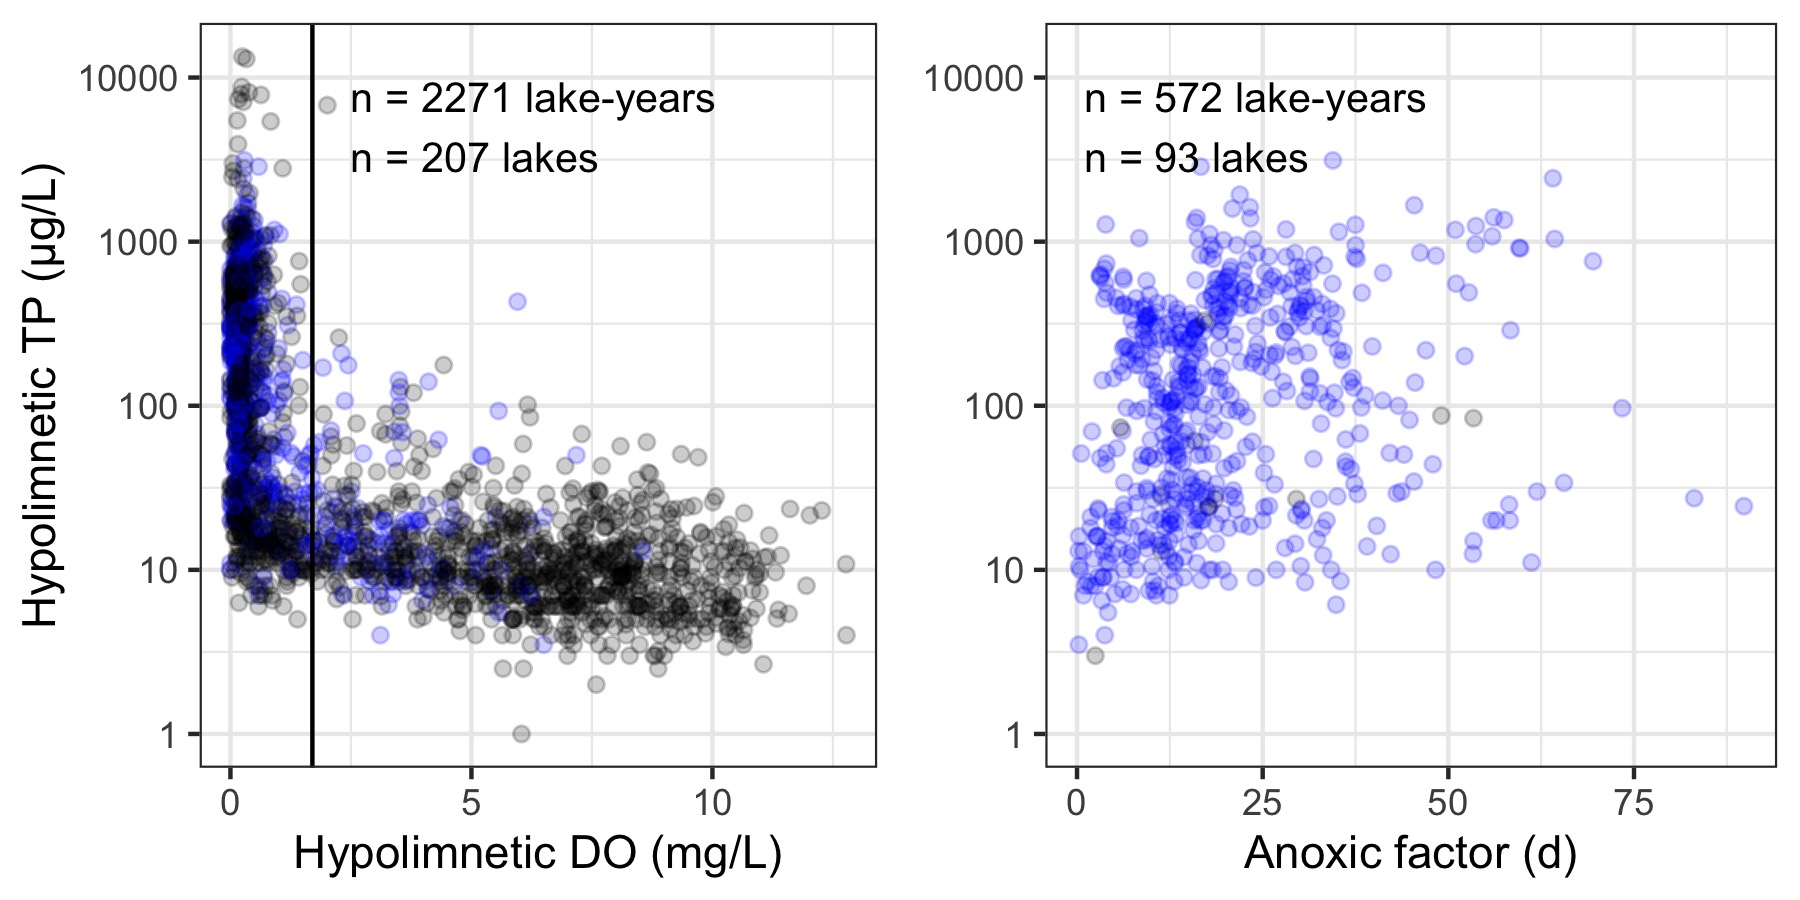 Hypolimnetic TP (µg/L)
10000
1000
100
10
1
n = 2271 lake-years
n = 207 lakes
0 5 10
Hypolimnetic DO (mg/L)
10000
1000
100
10
1
n = 572 lake-years
n = 93 lakes
0 25 50 75
Anoxic factor (d)